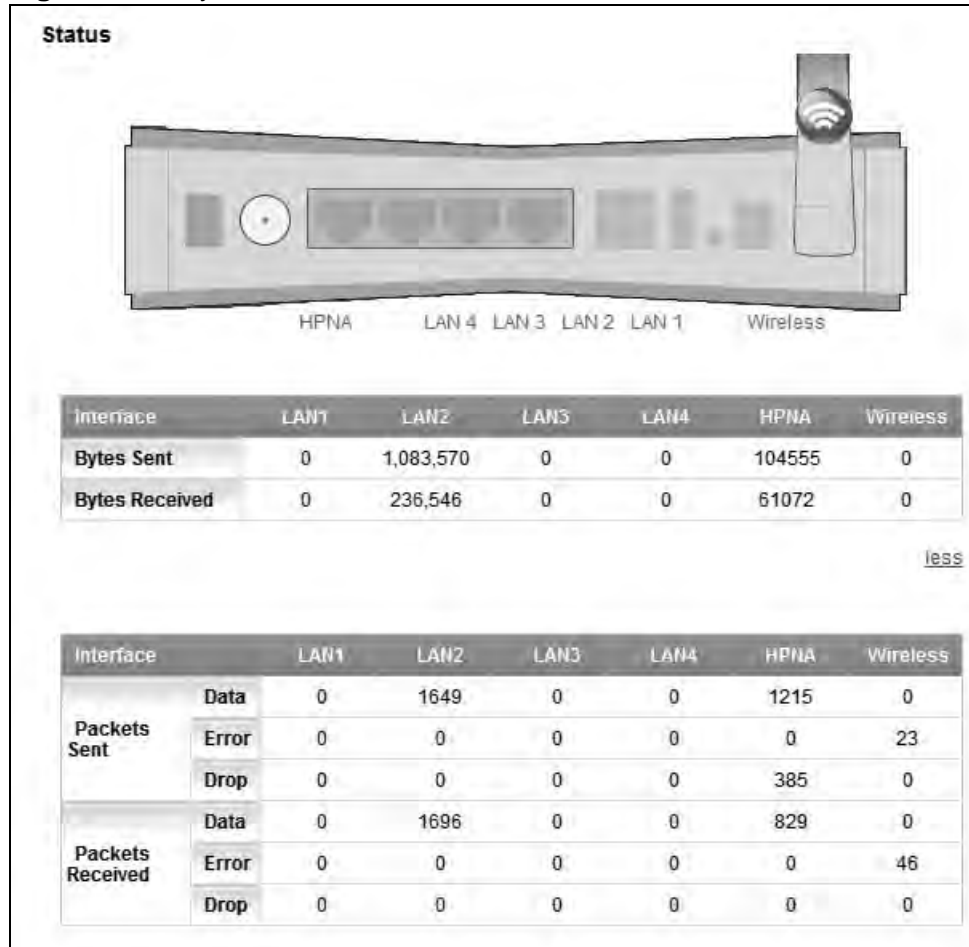 Status
HPNA LAN 4 LAN 3 LAN 2 LAN 1 Wireless
Interface LAN1 LAN2 LAN3 LAN4 HPNA Wireless
Bytes Sent 0 1,083,570 0 0 104555 0
Bytes Received 0 236,546 0 0 61072 0
less
Interface LAN1 LAN2 LAN3 LAN4 HPNA Wireless
Packets Sent Data 0 1649 0 0 1215 0
Error 0 0 0 0 0 23
Drop 0 0 0 0 385 0
Packets Received Data 0 1696 0 0 829 0
Error 0 0 0 0 0 46
Drop 0 0 0 0 0 0